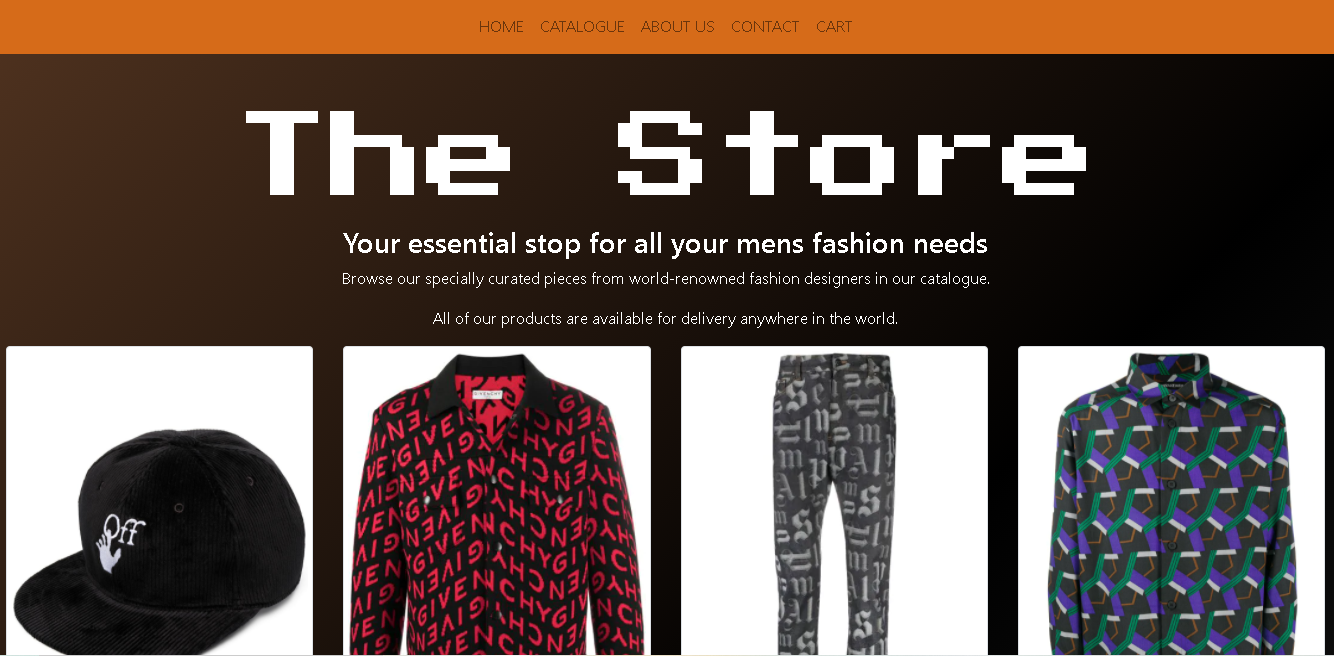 HOME CATALOGUE ABOUT US CONTACT CART
The Store
Your essential stop for all your mens fashion needs
Browse our specially curated pieces from world-renowned fashion designers in our catalogue.
All of our products are available for delivery anywhere in the world.
Off
GIVENCHY